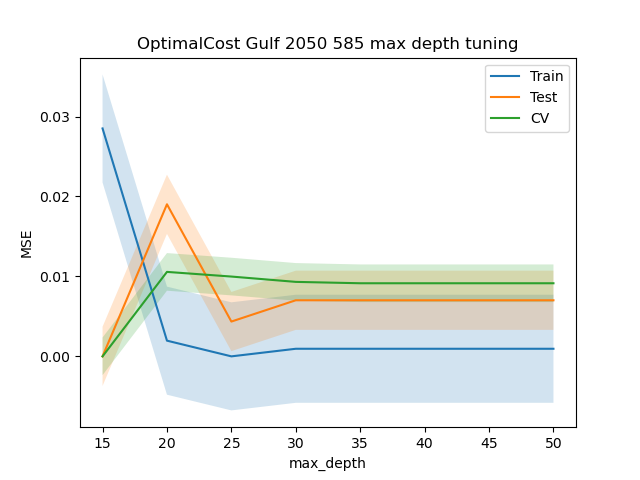 OptimalCost Gulf 2050 585 max depth tuning
Train
Test
CV
MSE
0.03
0.02
0.01
0.00
15 20 25 30 35 40 45 50
max_depth